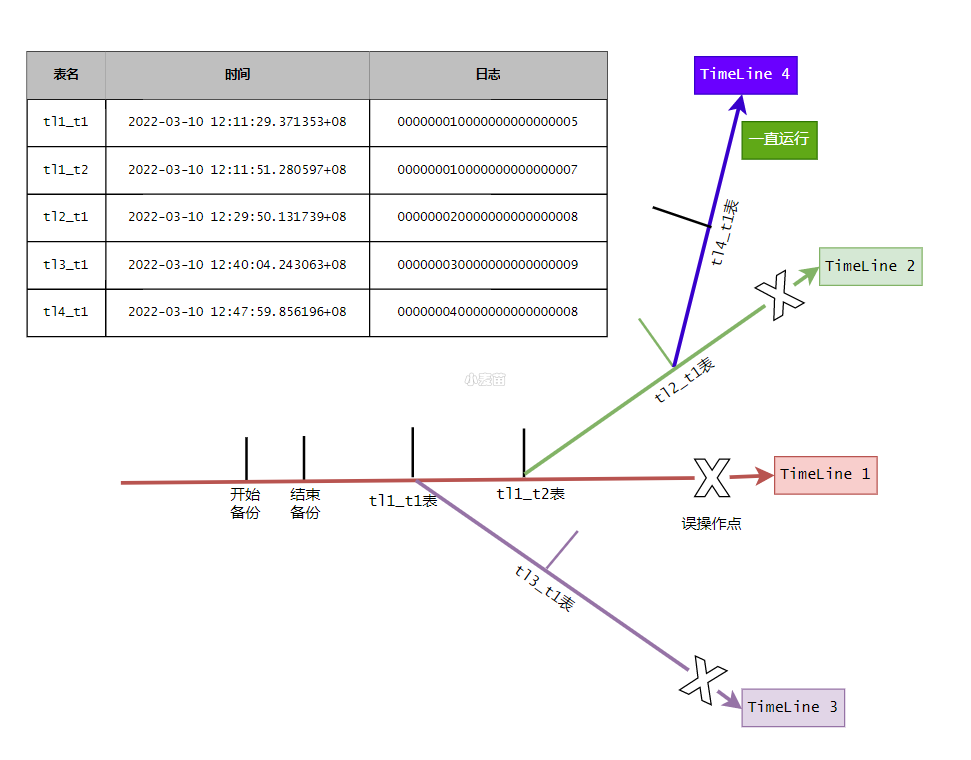 表名 时间 日志
tl1_t1 2022-03-10 12:11:29.371353+08 000000010000000000000005
tl1_t2 2022-03-10 12:11:51.280597+08 000000010000000000000007
tl2_t1 2022-03-10 12:29:50.131739+08 000000020000000000000008
tl3_t1 2022-03-10 12:40:04.243063+08 000000030000000000000009
tl4_t1 2022-03-10 12:47:59.856196+08 000000040000000000000008
TimeLine 4
一直运行
tl4_t1表
TimeLine 2
tl2_t1表
小麦苗
TimeLine 1
开始
备份
结束
备份
tl1_t1表
tl1_t2表
误操作点
tl3_t1表
TimeLine 3